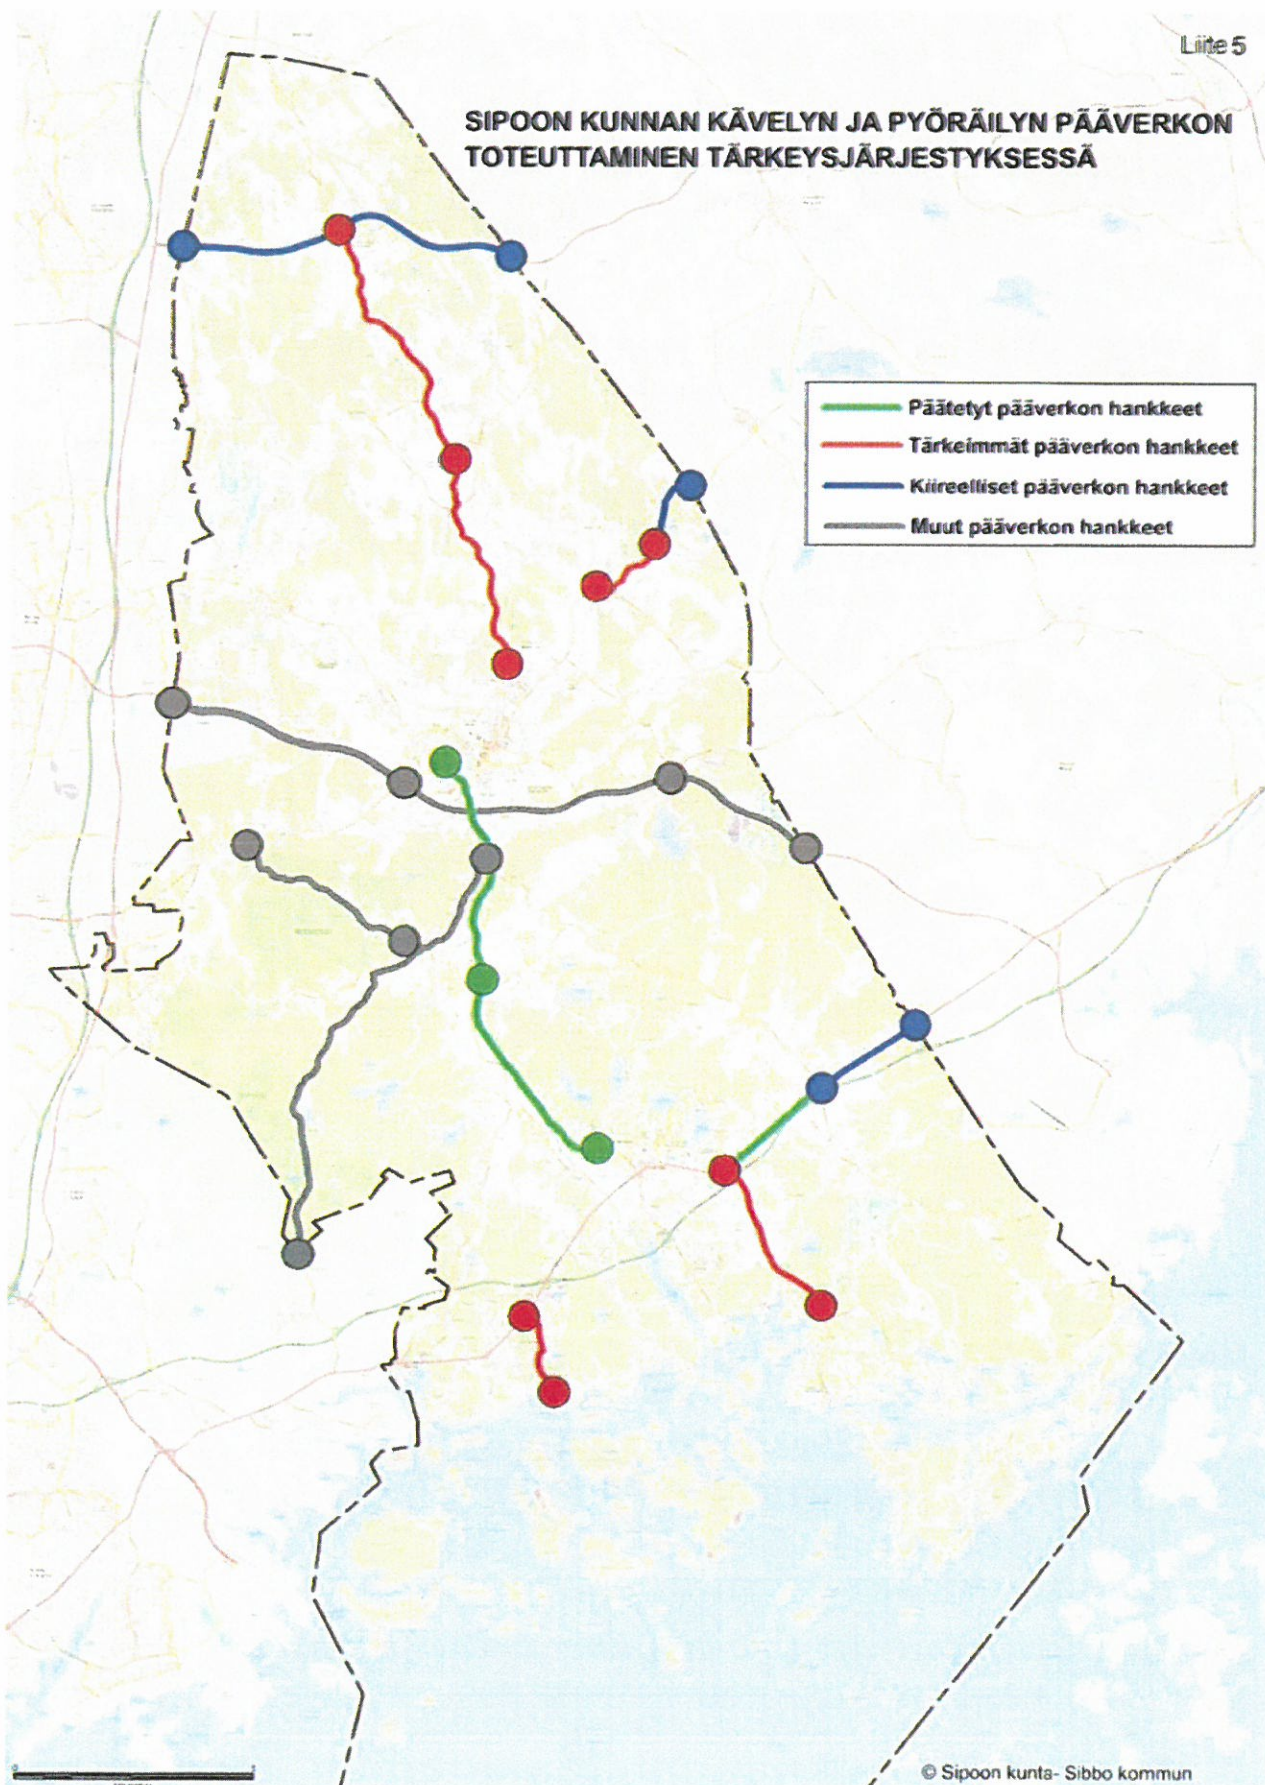 Liite 5
SIPOON KUNNAN KÄVELYN JA PYÖRÄILYN PÄÄVERKON
TOTEUTTAMINEN TÄRKEYSJÄRJESTYKSESSÄ
Päätetyt pääverkon hankkeet
Tärkeimmät pääverkon hankkeet
Kiireelliset pääverkon hankkeet
Muut pääverkon hankkeet
© Sipoon kunta- Sibbo kommun